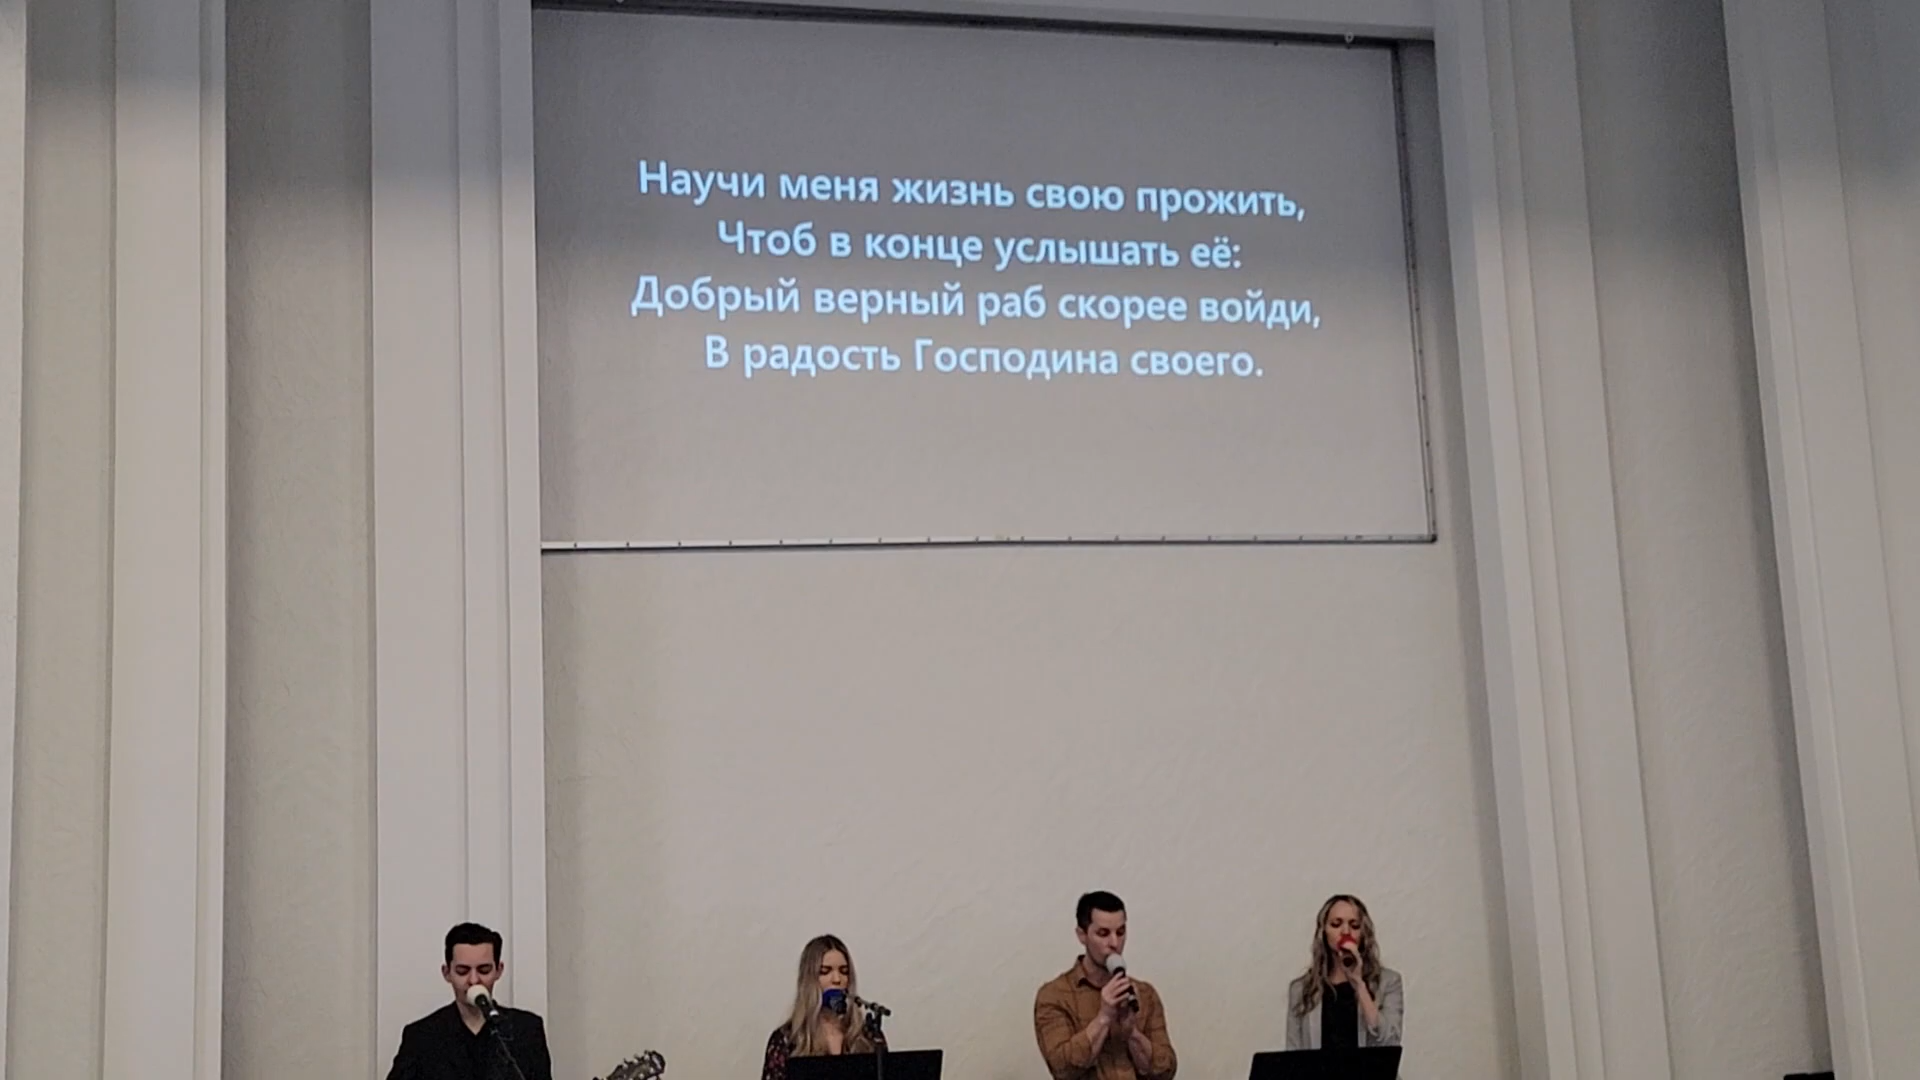 Научи меня жизнь свою прожить,
Чтоб в конце услышать её:
Добрый верный раб скорее войди,
В радость Господина своего.